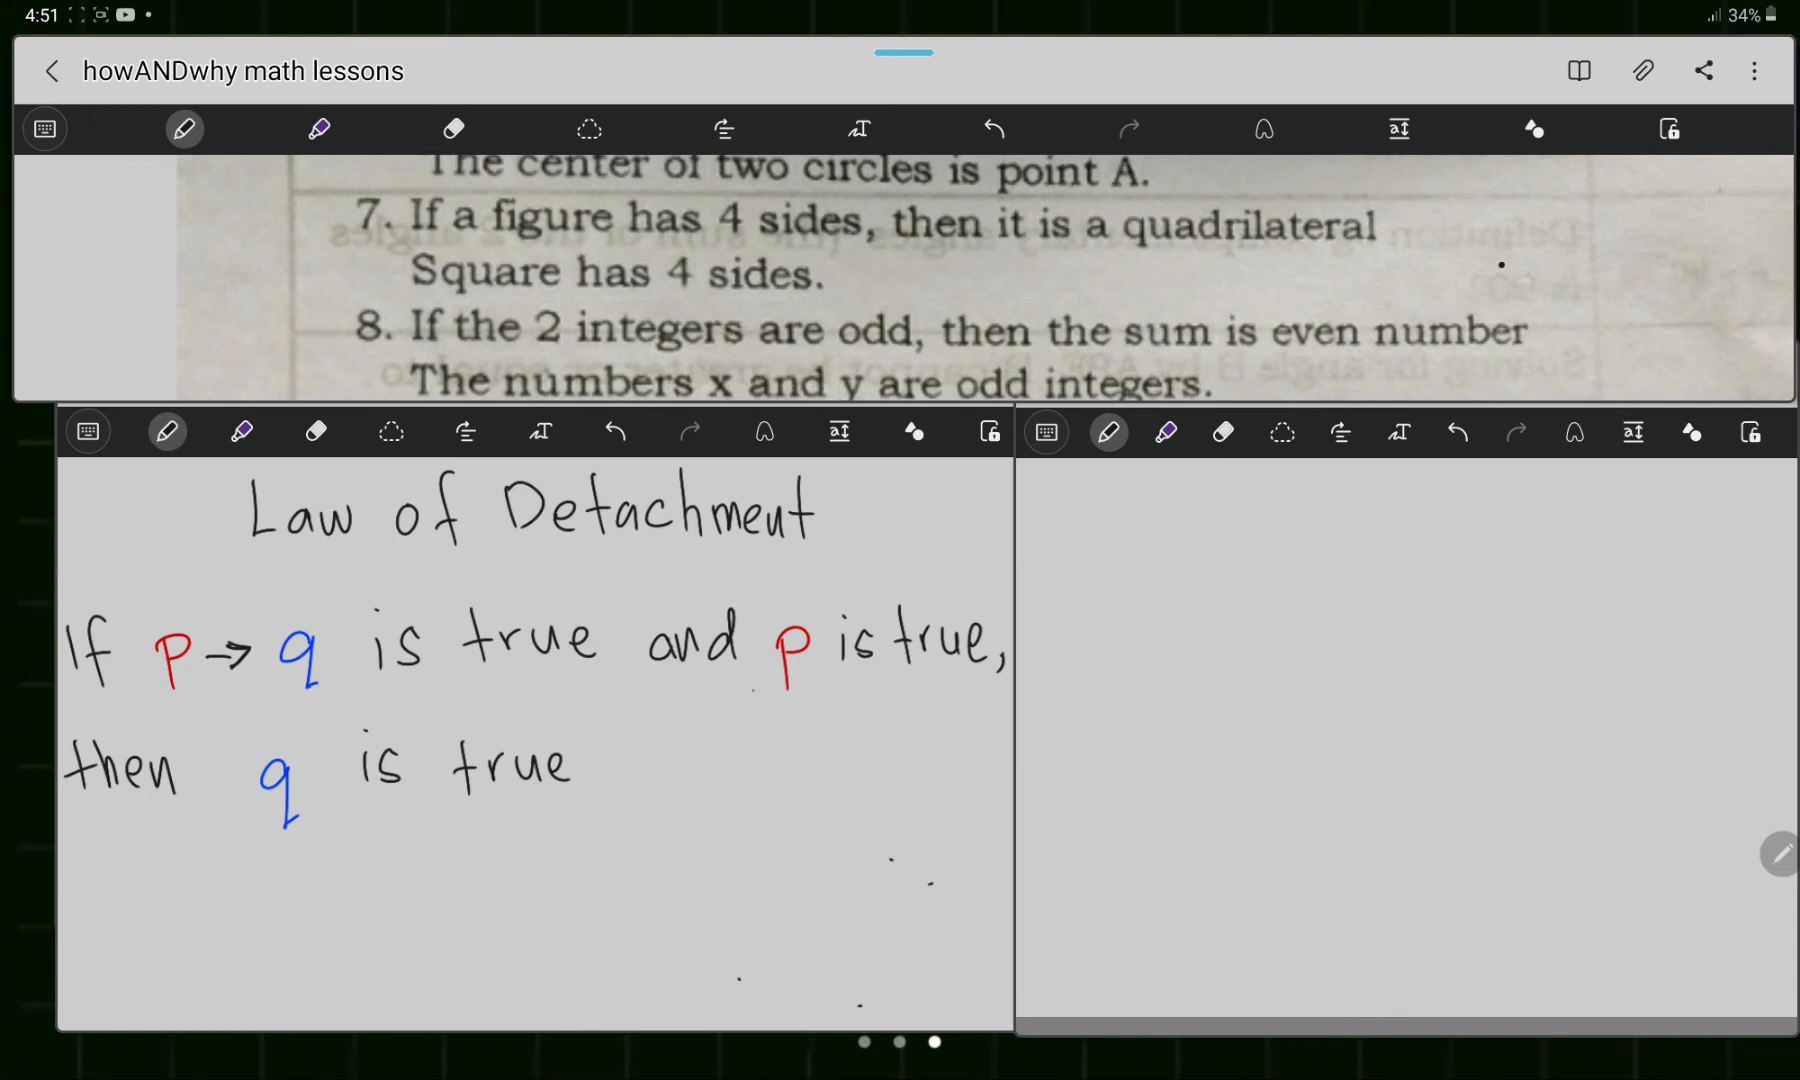 4:51
34%
howANDwhy math lessons
The center of two circles is point A.
7. If a figure has 4 sides, then it is a quadrilateral
Square has 4 sides.
8. If the 2 integers are odd, then the sum is even number
The numbers x and y are odd integers.
Law of Detachment
If p → q is true and p is true,
then q is true